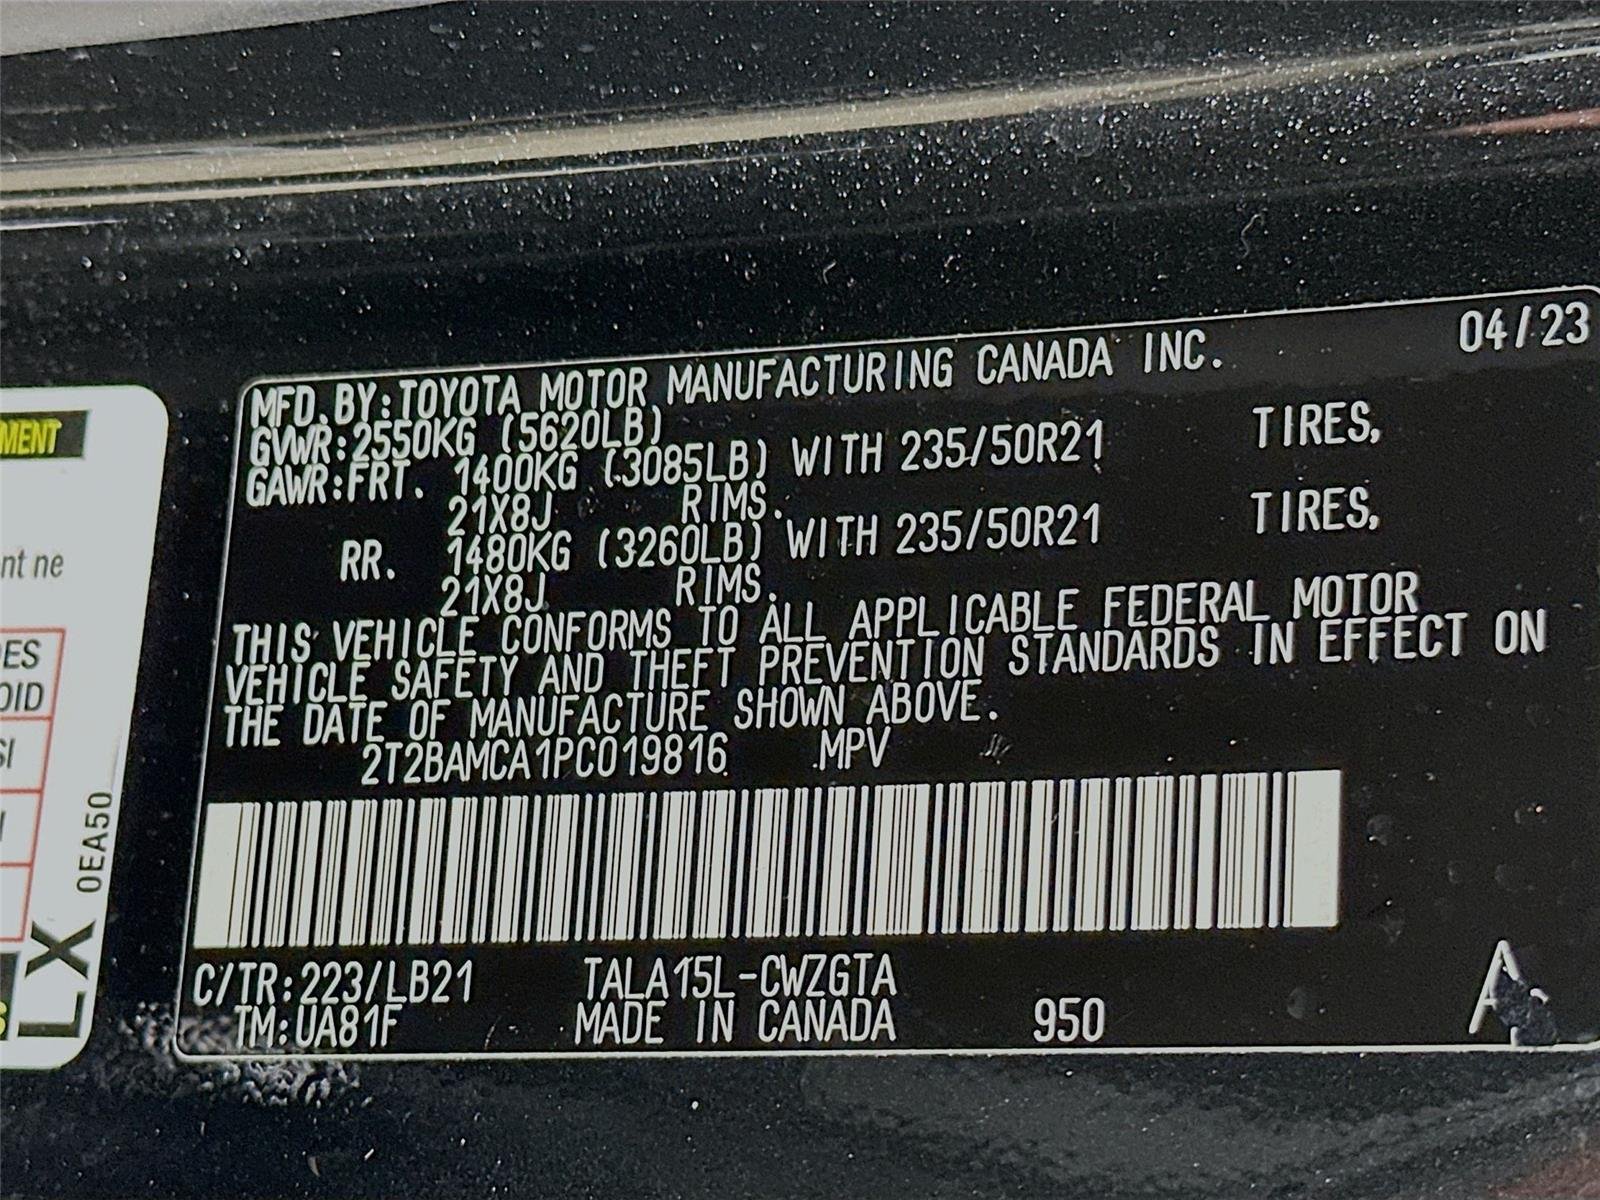 MFD.BY:TOYOTA MOTOR MANUFACTURING CANADA INC. 04/23
GVWR:2550KG (5620LB)
GAWR:FRT. 1400KG (3085LB) WITH 235/50R21 TIRES,
21X8J RIMS.
RR. 1480KG (3260LB) WITH 235/50R21 TIRES,
21X8J RIMS.
THIS VEHICLE CONFORMS TO ALL APPLICABLE FEDERAL MOTOR
VEHICLE SAFETY AND THEFT PREVENTION STANDARDS IN EFFECT ON
THE DATE OF MANUFACTURE SHOWN ABOVE.
2T2BAMCA1PC019816 MPV
C/TR:223/LB21 TALA15L-CWZGTA
TM:UA81F MADE IN CANADA 950
A
MENT
nt ne
OID
0EA50
LX